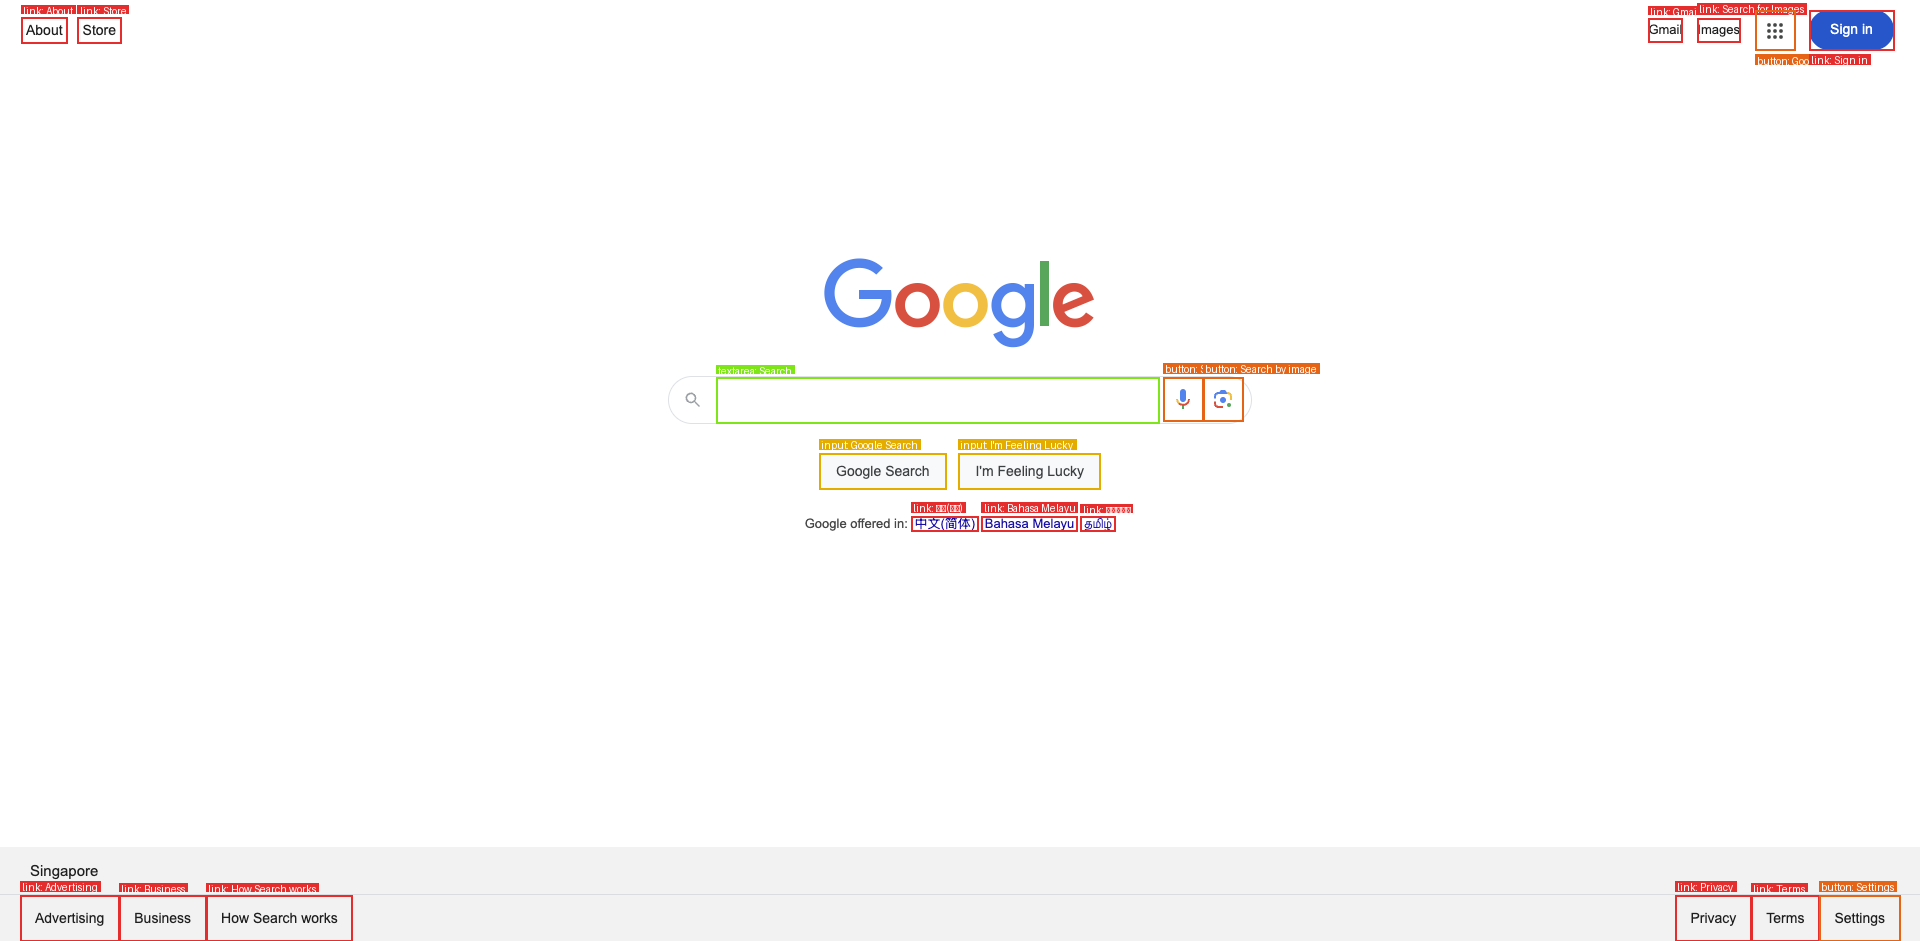 link: About link: Store
About Store
link: Gmai link: Search for Images
Gmail Images Sign in
button: Goo link: Sign in
Google
textarea: Search button: S button: Search by image
input: Google Search input: I'm Feeling Lucky
Google Search I'm Feeling Lucky
link: link: Bahasa Melayu link:
Google offered in: 中文(简体) Bahasa Melayu தமிழ்
Singapore
link: Advertising link: Business link: How Search works
Advertising Business How Search works
link: Privacy link: Terms button: Settings
Privacy Terms Settings